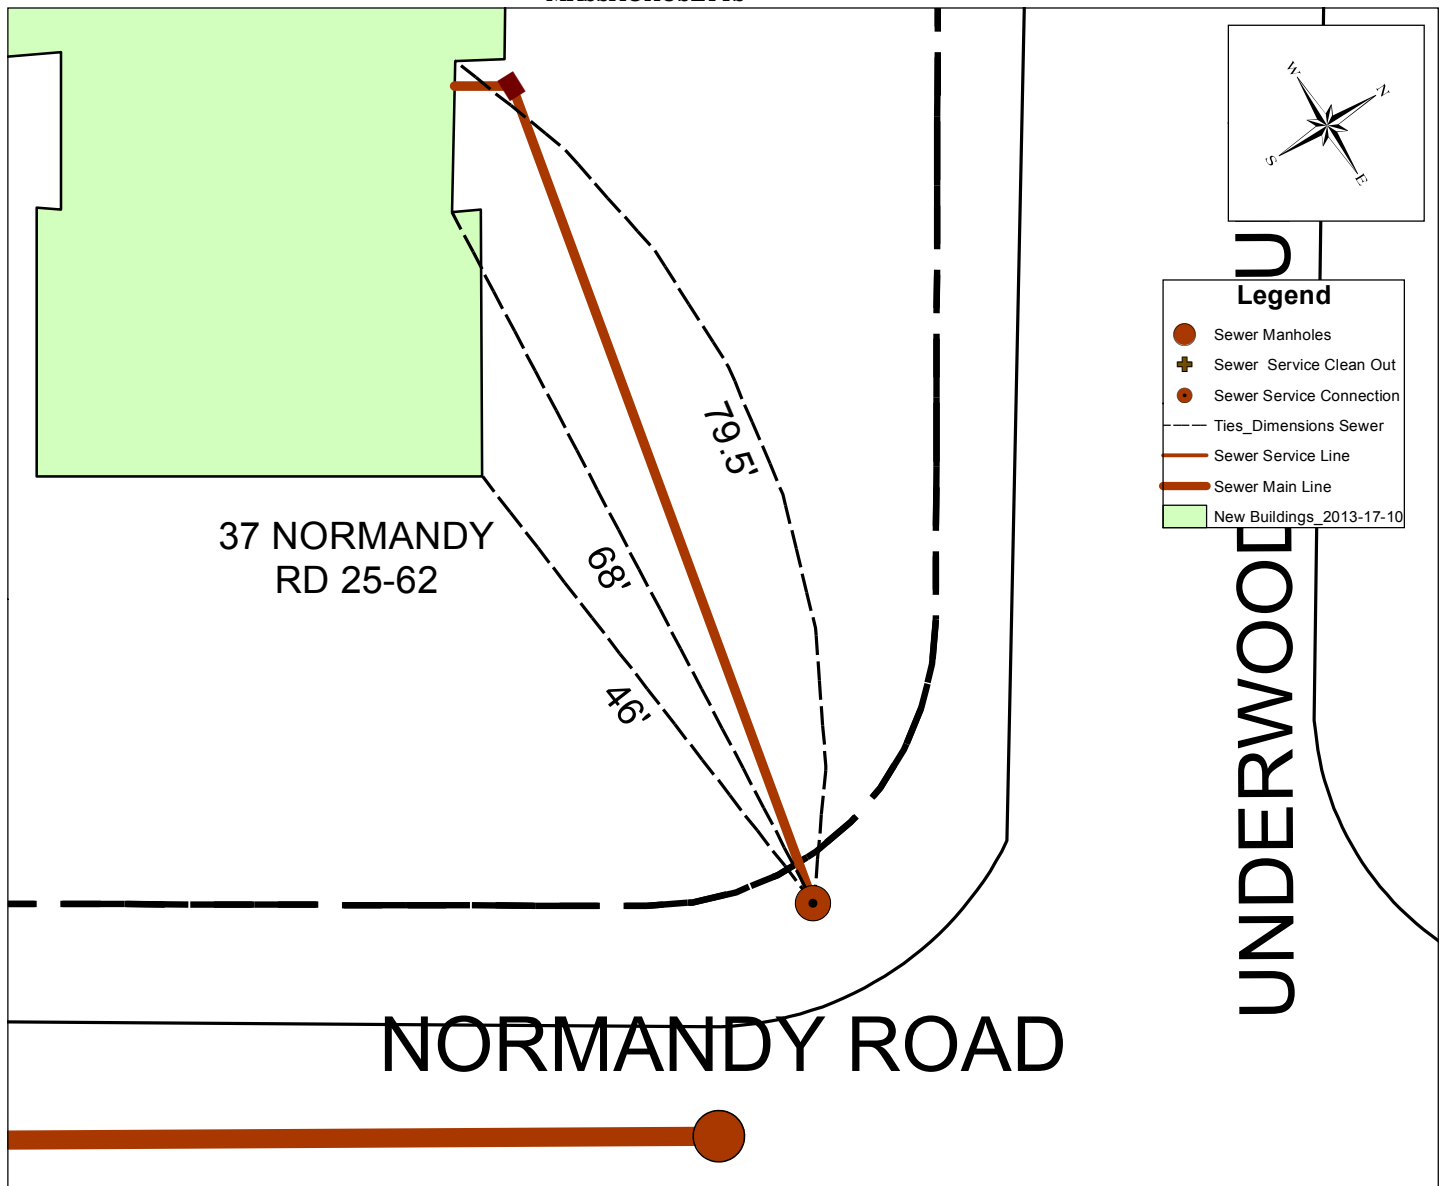 W
N
S
E
Legend
Sewer Manholes
Sewer Service Clean Out
Sewer Service Connection
Ties_Dimensions Sewer
Sewer Service Line
Sewer Main Line
New Buildings_2013-17-10
79.5'
68'
46'
37 NORMANDY
RD 25-62
UNDERWOOD
NORMANDY ROAD